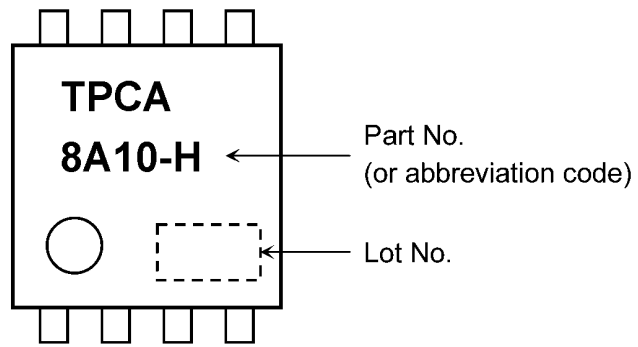 TPCA
8A10-H
Part No.
(or abbreviation code)
Lot No.